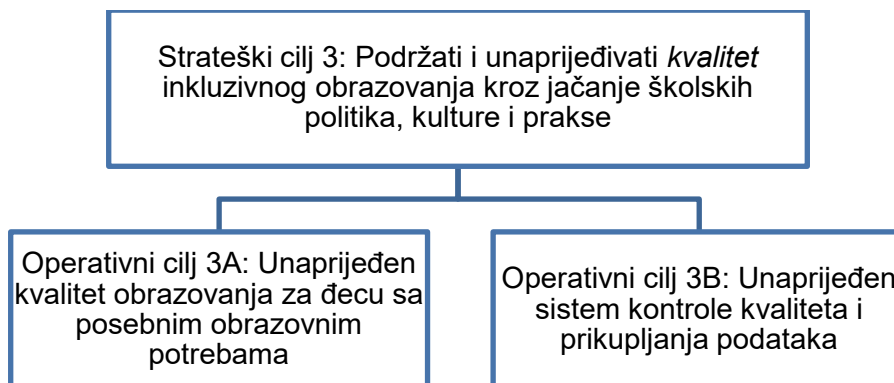 Strateški cilj 3: Podržati i unaprijeđivati kvalitet
inkluzivnog obrazovanja kroz jačanje školskih
politika, kulture i prakse
Operativni cilj 3A: Unaprijeđen
kvalitet obrazovanja za đecu sa
posebnim obrazovnim
potrebama
Operativni cilj 3B: Unaprijeđen
sistem kontrole kvaliteta i
prikupljanja podataka